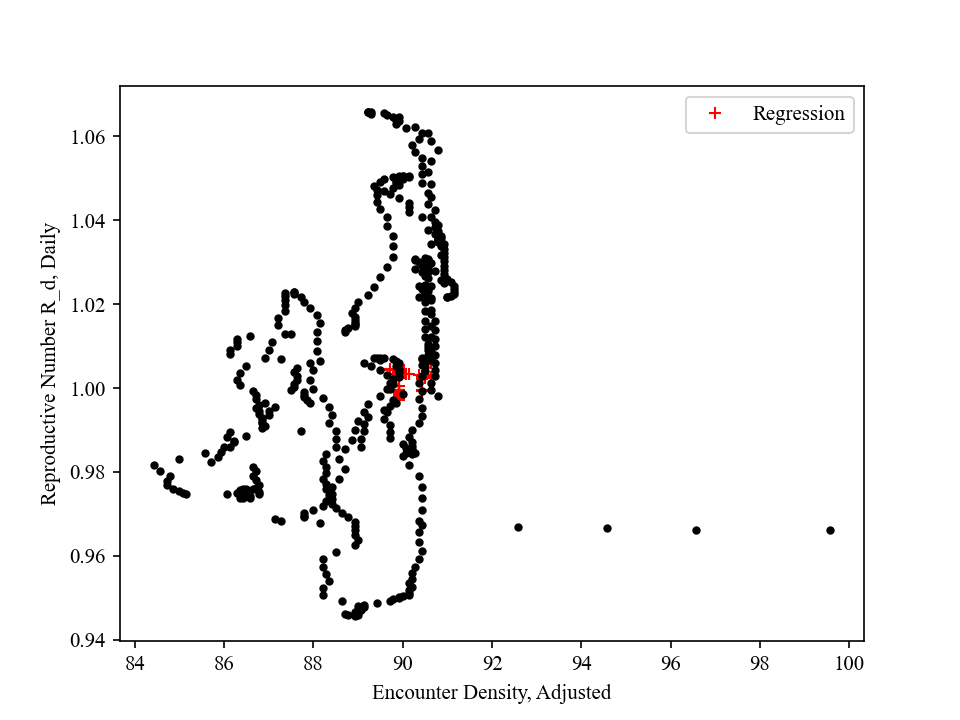 Regression
1.06
1.04
1.02
1.00
0.98
0.96
0.94
Reproductive Number R_d, Daily
84 86 88 90 92 94 96 98 100
Encounter Density, Adjusted